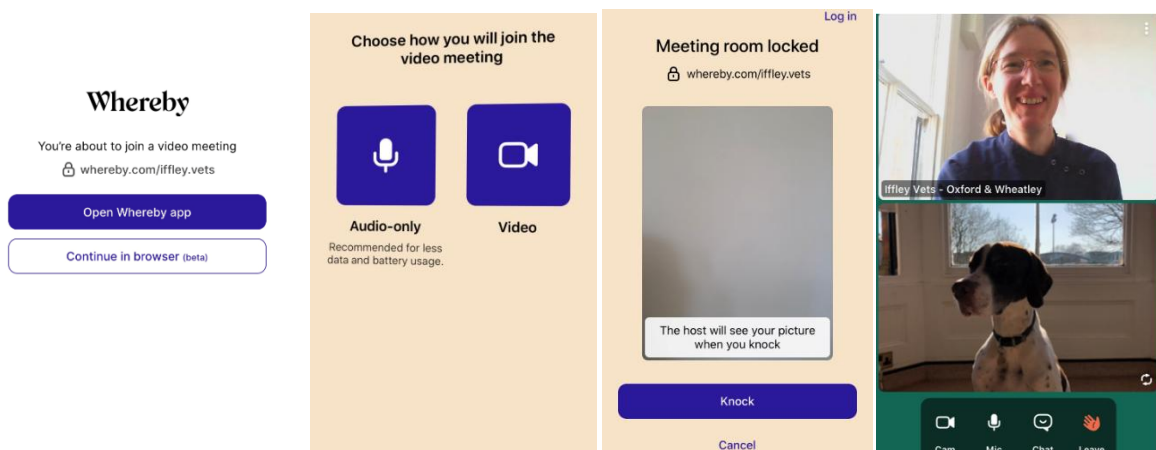 Whereby
You're about to join a video meeting
whereby.com/iffley.vets
Open Whereby app
Continue in browser (beta)
Choose how you will join the
video meeting
Audio-only
Recommended for less
data and battery usage.
Video
Log in
Meeting room locked
whereby.com/iffley.vets
The host will see your picture
when you knock
Knock
Cancel
Iffley Vets - Oxford & Wheatley
Cam
Mic
Chat
Leave